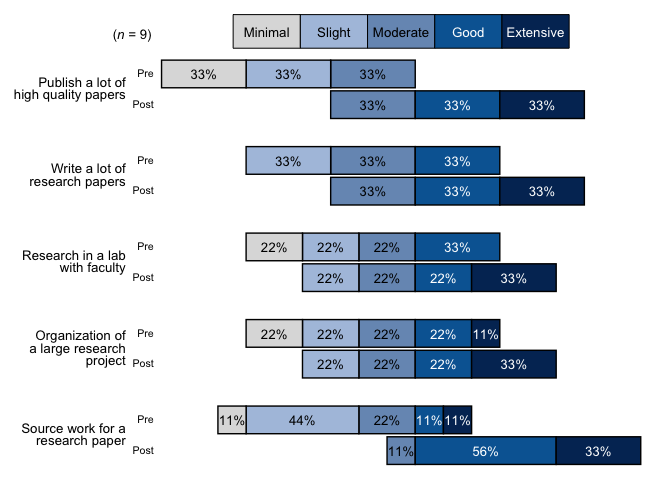 (n = 9) Minimal Slight Moderate Good Extensive
Publish a lot of
high quality papers
Pre 33% 33% 33%
Post 33% 33% 33%
Write a lot of
research papers
Pre 33% 33% 33%
Post 33% 33% 33%
Research in a lab
with faculty
Pre 22% 22% 22% 33%
Post 22% 22% 22% 33%
Organization of
a large research
project
Pre 22% 22% 22% 22% 11%
Post 22% 22% 22% 33%
Source work for a
research paper
Pre 11% 44% 22% 11% 11%
Post 11% 56% 33%